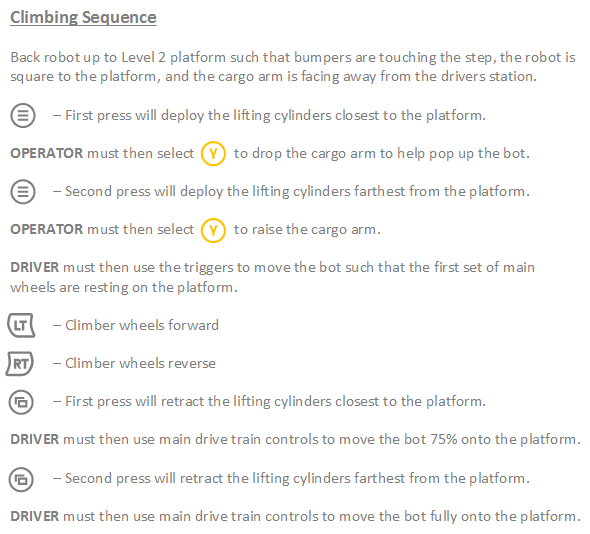 Climbing Sequence
Back robot up to Level 2 platform such that bumpers are touching the step, the robot is
square to the platform, and the cargo arm is facing away from the drivers station.
– First press will deploy the lifting cylinders closest to the platform.
OPERATOR must then select Y to drop the cargo arm to help pop up the bot.
– Second press will deploy the lifting cylinders farthest from the platform.
OPERATOR must then select Y to raise the cargo arm.
DRIVER must then use the triggers to move the bot such that the first set of main
wheels are resting on the platform.
LT – Climber wheels forward
RT – Climber wheels reverse
– First press will retract the lifting cylinders closest to the platform.
DRIVER must then use main drive train controls to move the bot 75% onto the platform.
– Second press will retract the lifting cylinders farthest from the platform.
DRIVER must then use main drive train controls to move the bot fully onto the platform.